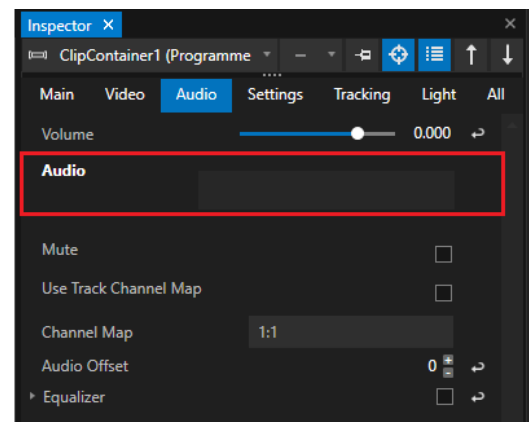 Inspector
ClipContainer1 (Programme
Main Video Audio Settings Tracking Light All
Volume 0.000
Audio
Mute
Use Track Channel Map
Channel Map 1:1
Audio Offset 0
Equalizer